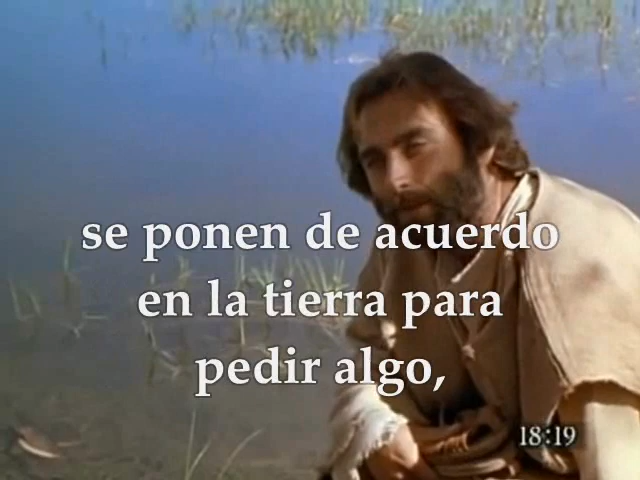 se ponen de acuerdo
en la tierra para
pedir algo,
18:19